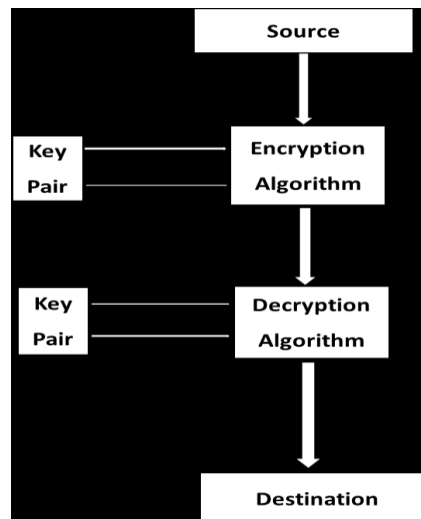 Source
Key
Pair
Encryption
Algorithm
Key
Pair
Decryption
Algorithm
Destination